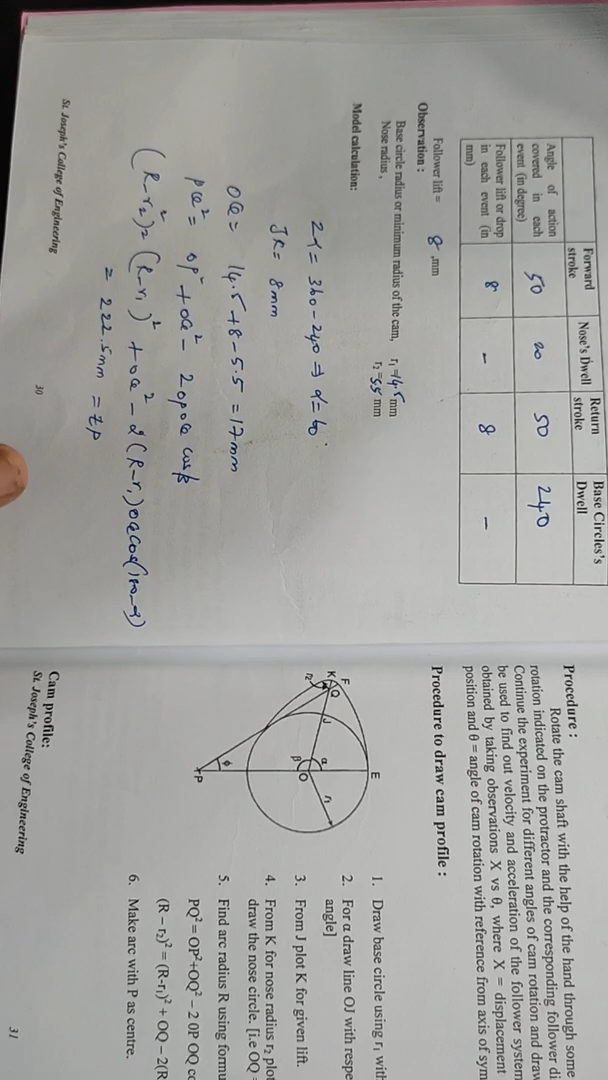 Forward stroke
Nose's Dwell
Return stroke
Base Circles's Dwell
Angle of action covered in each event (in degree)
50
20
50
240
Follower lift or drop in each event (in mm)
8
-
8
-
Observation :
Follower lift = 8 ,mm
Base circle radius or minimum radius of the cam, r₁ =14.5 mm
Nose radius , r₂ =5.5 mm
Model calculation:
2α = 360 - 240 ⇒ α = 60°
JK = 8mm
OQ = 14.5 + 8 - 5.5 = 17mm
PQ² = OP² + OQ² - 2 OP OQ cos β
(R-r₂)² = (R-r₁)² + OQ² - 2(R-r₁) OQ cos(180-α)
= 222.5mm = EP
30
St. Joseph's College of Engineering
Procedure :
Rotate the cam shaft with the help of the hand through some
rotation indicated on the protractor and the corresponding follower di
Continue the experiment for different angles of cam rotation and draw
be used to find out velocity and acceleration of the follower system
obtained by taking observations X vs θ, where X = displacement
position and θ = angle of cam rotation with reference from axis of sym
Procedure to draw cam profile :
E
F
K
Q
r₂
J
α
O
β
r₁
ϕ
P
1. Draw base circle using r₁ with
2. For α draw line OJ with respe
angle]
3. From J plot K for given lift.
4. From K for nose radius r₂ plot
draw the nose circle. [i.e OQ =
5. Find arc radius R using formu
PQ² = OP²+OQ² – 2 OP OQ co
(R – r₂)² = (R-r₁)² + OQ – 2(R
6. Make arc with P as centre.
Cam profile:
St. Joseph's College of Engineering
31